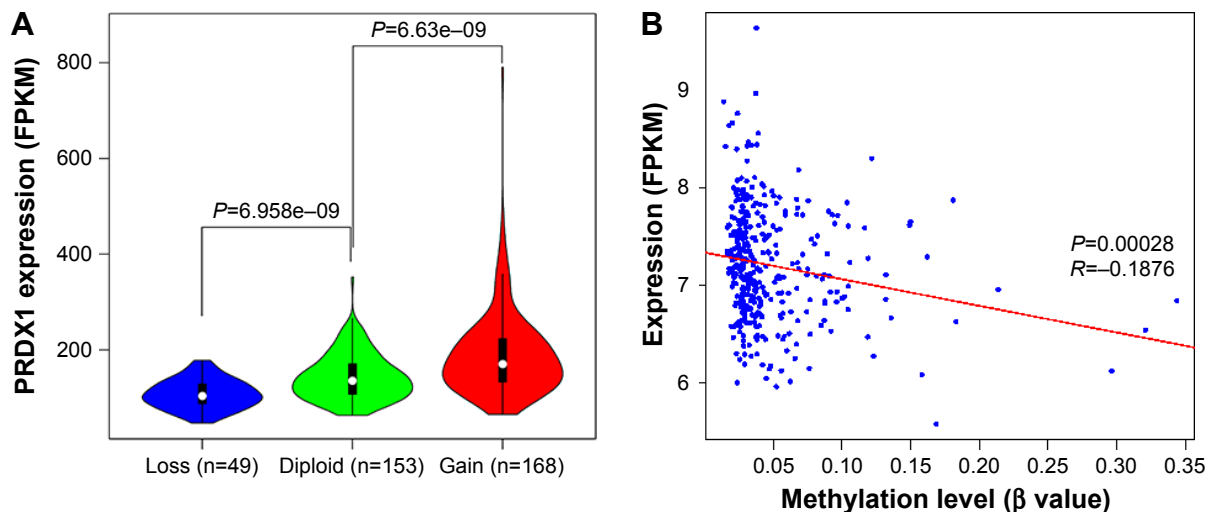 A
PRDX1 expression (FPKM)
800
600
400
200
P=6.63e–09
P=6.958e–09
Loss (n=49)
Diploid (n=153)
Gain (n=168)
B
Expression (FPKM)
9
8
7
6
P=0.00028
R=–0.1876
0.05
0.10
0.15
0.20
0.25
0.30
0.35
Methylation level (β value)